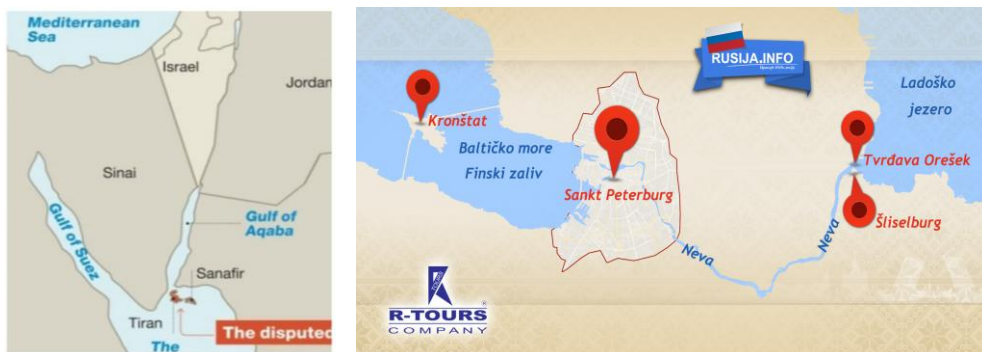 Mediterranean
Sea
Israel
Jordan
Sinai
Gulf of Suez
Gulf of
Aqaba
Sanafir
Tiran
The disputed
The
RUSIJA.INFO
Kronštat
Baltičko more
Finski zaliv
Sankt Peterburg
Ladoško
jezero
Tvrđava Orešek
Šliselburg
Neva
Neva
R-TOURS
COMPANY